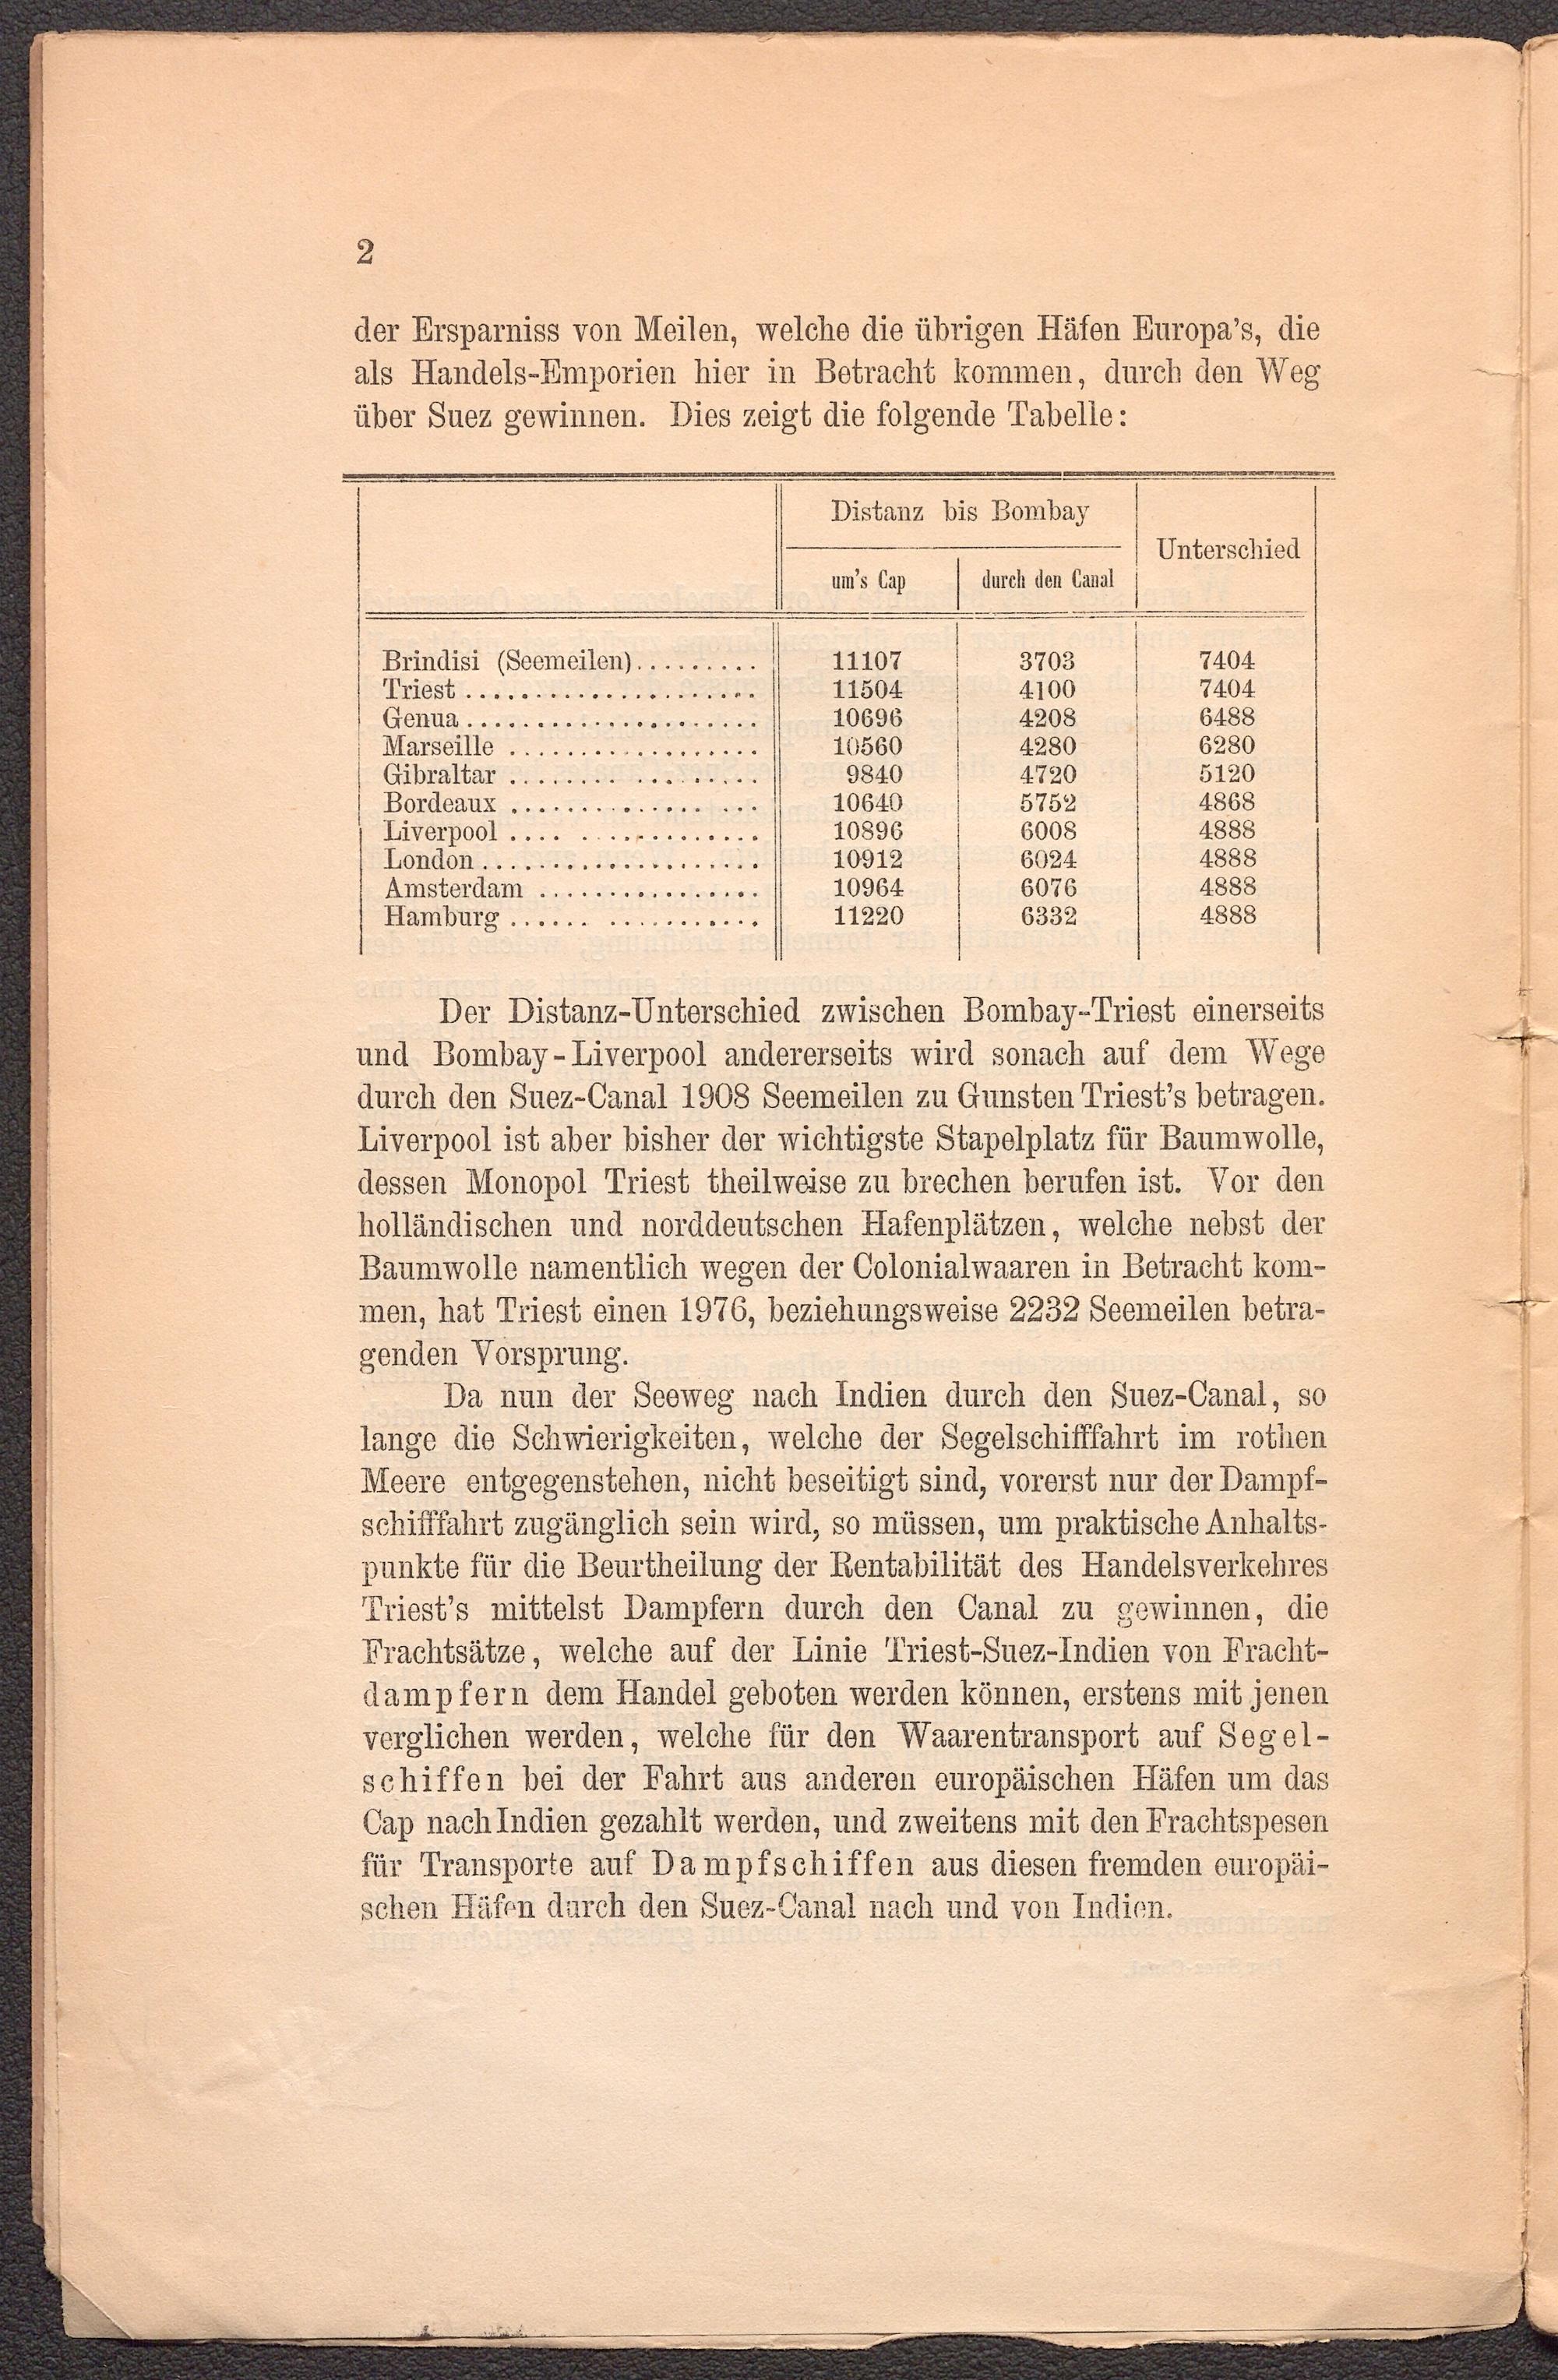 2
der Ersparniss von Meilen, welche die übrigen Häfen Europa's, die
als Handels-Emporien hier in Betracht kommen, durch den Weg
über Suez gewinnen. Dies zeigt die folgende Tabelle:
Distanz bis Bombay
Unterschied
um's Cap durch den Canal
Brindisi (Seemeilen)......... 11107 3703 7404
Triest ..................... 11504 4100 7404
Genua ..................... 10696 4208 6488
Marseille .................. 10560 4280 6280
Gibraltar .................. 9840 4720 5120
Bordeaux .................. 10640 5752 4868
Liverpool .................. 10896 6008 4888
London .................... 10912 6024 4888
Amsterdam ................ 10964 6076 4888
Hamburg ...... ........... 11220 6332 4888
Der Distanz-Unterschied zwischen Bombay-Triest einerseits
und Bombay-Liverpool andererseits wird sonach auf dem Wege
durch den Suez-Canal 1908 Seemeilen zu Gunsten Triest's betragen.
Liverpool ist aber bisher der wichtigste Stapelplatz für Baumwolle,
dessen Monopol Triest theilweise zu brechen berufen ist. Vor den
holländischen und norddeutschen Hafenplätzen, welche nebst der
Baumwolle namentlich wegen der Colonialwaaren in Betracht kom-
men, hat Triest einen 1976, beziehungsweise 2232 Seemeilen betra-
genden Vorsprung.
Da nun der Seeweg nach Indien durch den Suez-Canal, so
lange die Schwierigkeiten, welche der Segelschifffahrt im rothen
Meere entgegenstehen, nicht beseitigt sind, vorerst nur der Dampf-
schifffahrt zugänglich sein wird, so müssen, um praktische Anhalts-
punkte für die Beurtheilung der Rentabilität des Handelsverkehres
Triest's mittelst Dampfern durch den Canal zu gewinnen, die
Frachtsätze, welche auf der Linie Triest-Suez-Indien von Fracht-
dampfern dem Handel geboten werden können, erstens mit jenen
verglichen werden, welche für den Waarentransport auf Segel-
schiffen bei der Fahrt aus anderen europäischen Häfen um das
Cap nach Indien gezahlt werden, und zweitens mit den Frachtspesen
für Transporte auf Dampfschiffen aus diesen fremden europäi-
schen Häfen durch den Suez-Canal nach und von Indien.